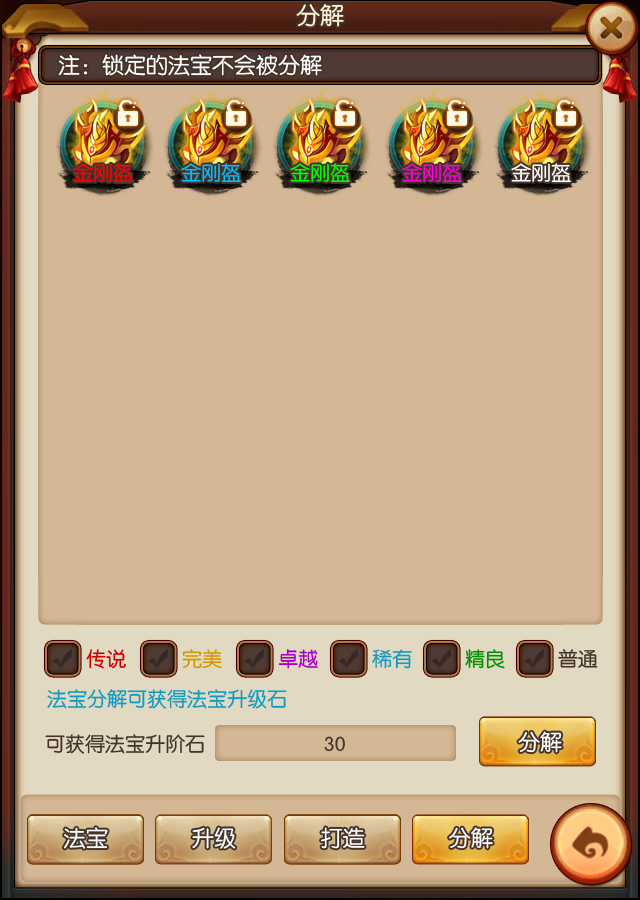 分解
注：锁定的法宝不会被分解
金刚盔 金刚盔 金刚盔 金刚盔 金刚盔
传说 完美 卓越 稀有 精良 普通
法宝分解可获得法宝升级石
可获得法宝升阶石 30 分解
法宝 升级 打造 分解